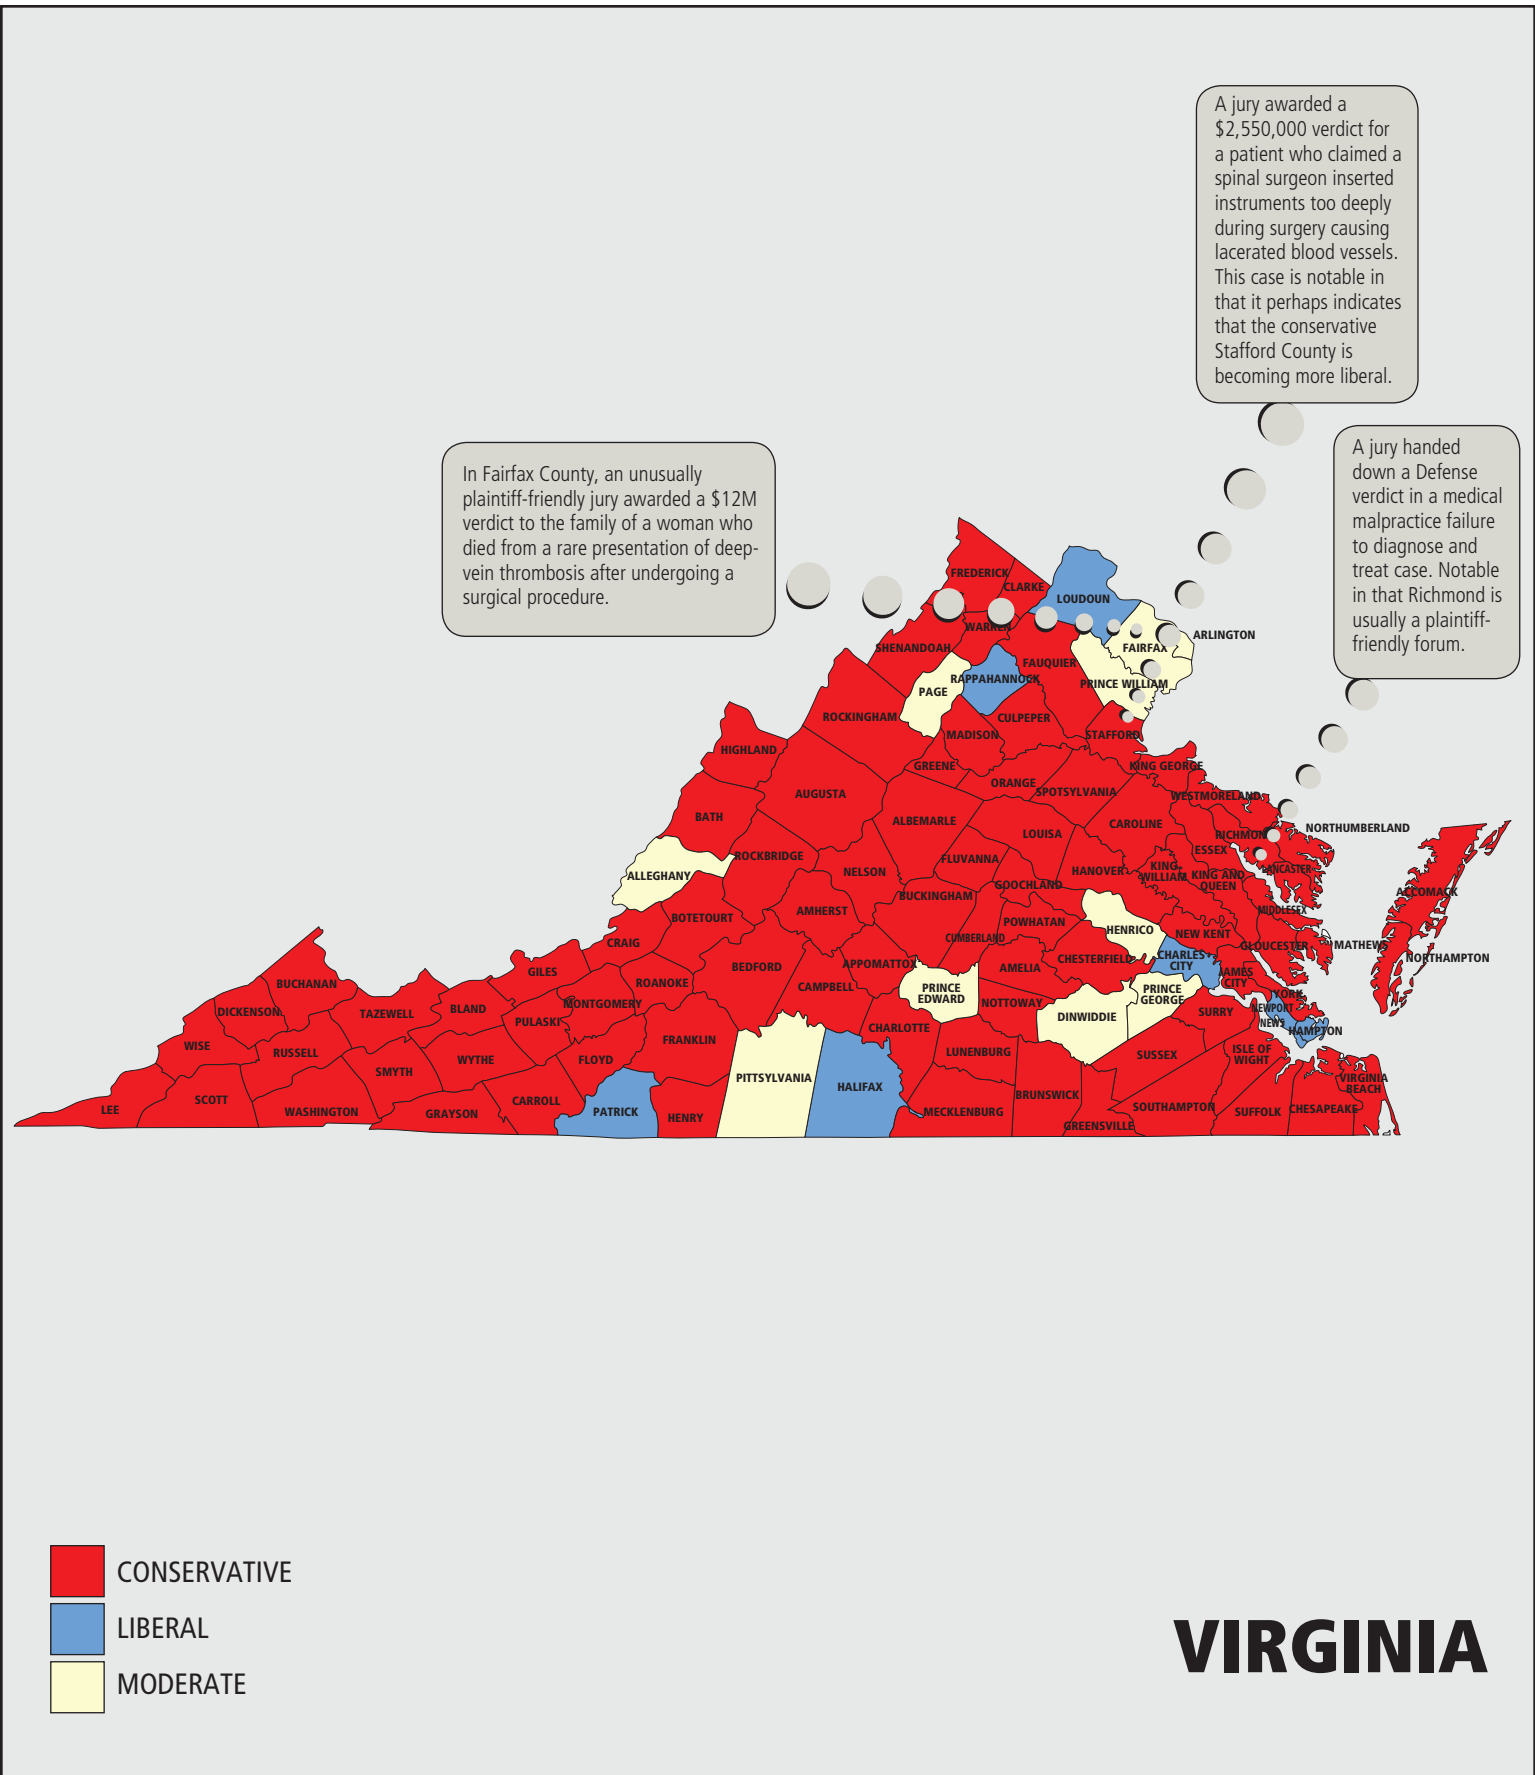 A jury awarded a
$2,550,000 verdict for
a patient who claimed a
spinal surgeon inserted
instruments too deeply
during surgery causing
lacerated blood vessels.
This case is notable in
that it perhaps indicates
that the conservative
Stafford County is
becoming more liberal.
A jury handed
down a Defense
verdict in a medical
malpractice failure
to diagnose and
treat case. Notable
in that Richmond is
usually a plaintiff-
friendly forum.
In Fairfax County, an unusually
plaintiff-friendly jury awarded a $12M
verdict to the family of a woman who
died from a rare presentation of deep-
vein thrombosis after undergoing a
surgical procedure.
FREDERICK
CLARKE
LOUDOUN
WARREN
ARLINGTON
SHENANDOAH
FAIRFAX
FAUQUIER
RAPPAHANNOCK
PRINCE WILLIAM
PAGE
ROCKINGHAM
CULPEPER
MADISON
STAFFORD
HIGHLAND
GREENE
KING GEORGE
ORANGE
SPOTSYLVANIA
AUGUSTA
WESTMORELAND
BATH
ALBEMARLE
CAROLINE
NORTHUMBERLAND
LOUISA
RICHMON
ESSEX
ROCKBRIDGE
FLUVANNA
LANCASTER
ALLEGHANY
NELSON
HANOVER
KING
WILLIAM
KING AND
QUEEN
GOOCHLAND
BUCKINGHAM
ACCOMACK
AMHERST
MIDDLESEX
BOTETOURT
POWHATAN
HENRICO
NEW KENT
CRAIG
CUMBERLAND
GLOUCESTER
MATHEWS
CHESTERFIELD
CHARLES
CITY
NORTHAMPTON
GILES
BEDFORD
APPOMATTOX
AMELIA
JAMES
CITY
BUCHANAN
ROANOKE
CAMPBELL
PRINCE
EDWARD
PRINCE
GEORGE
YORK
MONTGOMERY
NOTTOWAY
DICKENSON
TAZEWELL
BLAND
PULASKI
DINWIDDIE
SURRY
NEWPORT
NEWS
CHARLOTTE
HAMPTON
WISE
RUSSELL
WYTHE
FLOYD
FRANKLIN
LUNENBURG
SUSSEX
ISLE OF
WIGHT
SMYTH
PITTSYLVANIA
HALIFAX
VIRGINIA
BEACH
BRUNSWICK
LEE
SCOTT
WASHINGTON
GRAYSON
CARROLL
PATRICK
HENRY
MECKLENBURG
SOUTHAMPTON
SUFFOLK
CHESAPEAKE
GREENSVILLE
CONSERVATIVE
LIBERAL
MODERATE
VIRGINIA